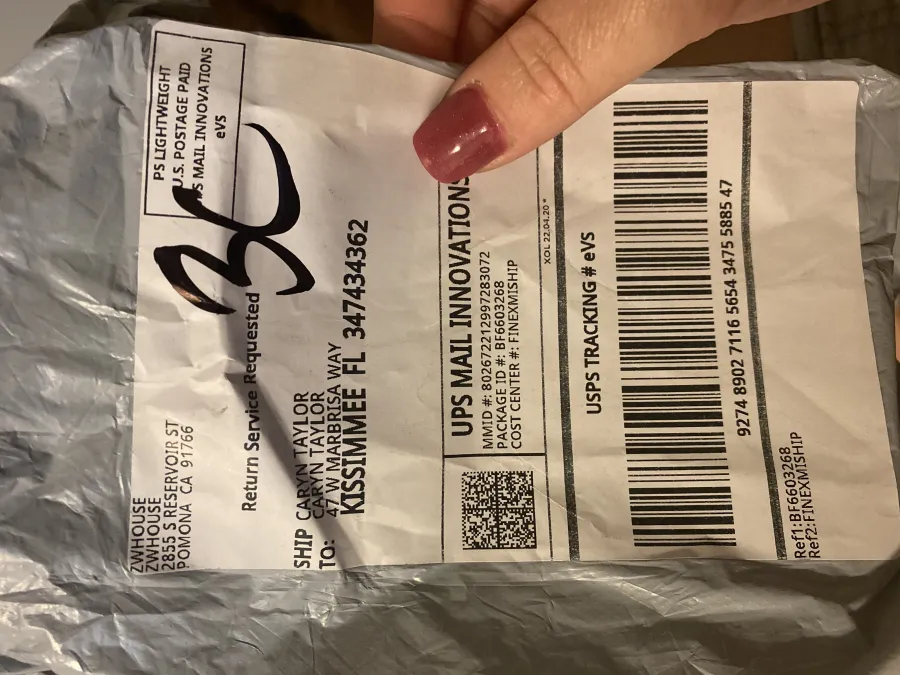 ZWHOUSE
ZWHOUSE
2855 S RESERVOIR ST
POMONA CA 91766
PS LIGHTWEIGHT
U.S. POSTAGE PAID
S MAIL INNOVATIONS
eVS
3C
Return Service Requested
SHIP TO:
CARYN TAYLOR
CARYN TAYLOR
47 W MARBRISA WAY
KISSIMMEE FL 347434362
UPS MAIL INNOVATIONS
MMID #: 8026722129972830​72
PACKAGE ID #: BF6603268
COST CENTER #: FINEXMISHIP
XOL 22.04.20 *
USPS TRACKING # eVS
9274 8902 7116 5654 3475 5885 47
Ref1:BF6603268
Ref2:FINEXMISHIP